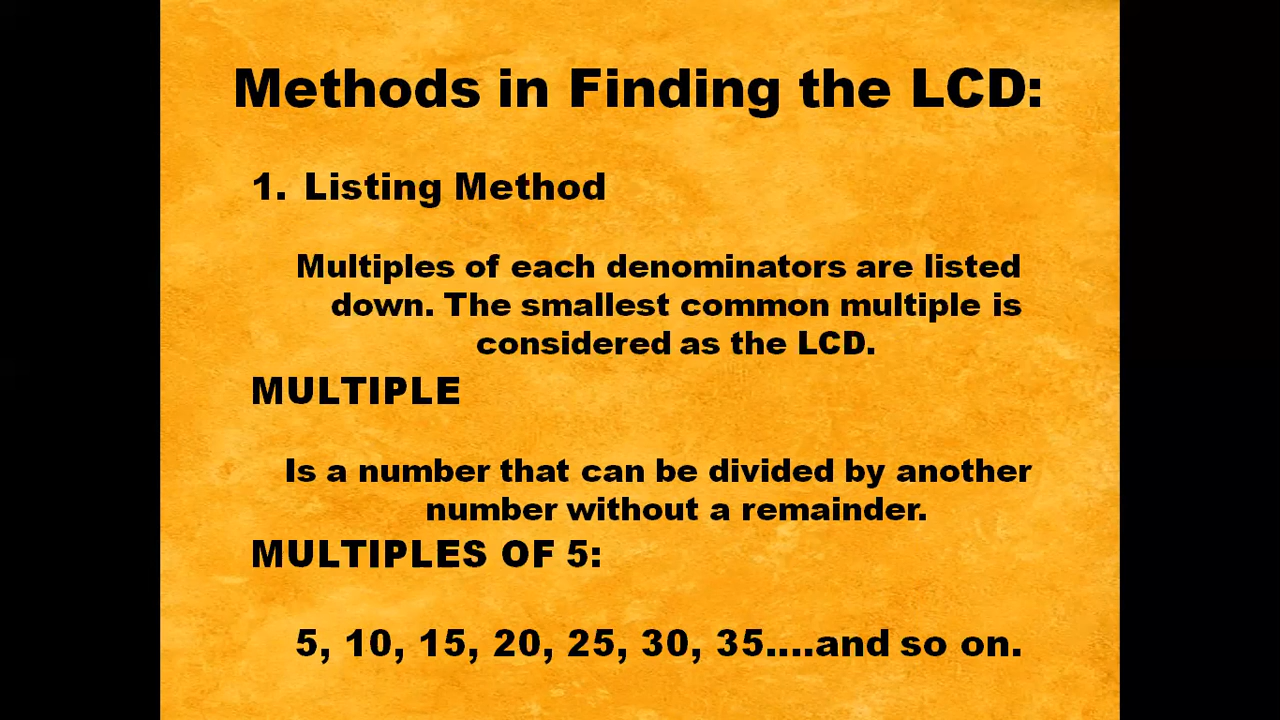 Methods in Finding the LCD:
1. Listing Method
Multiples of each denominators are listed
down. The smallest common multiple is
considered as the LCD.
MULTIPLE
Is a number that can be divided by another
number without a remainder.
MULTIPLES OF 5:
5, 10, 15, 20, 25, 30, 35....and so on.